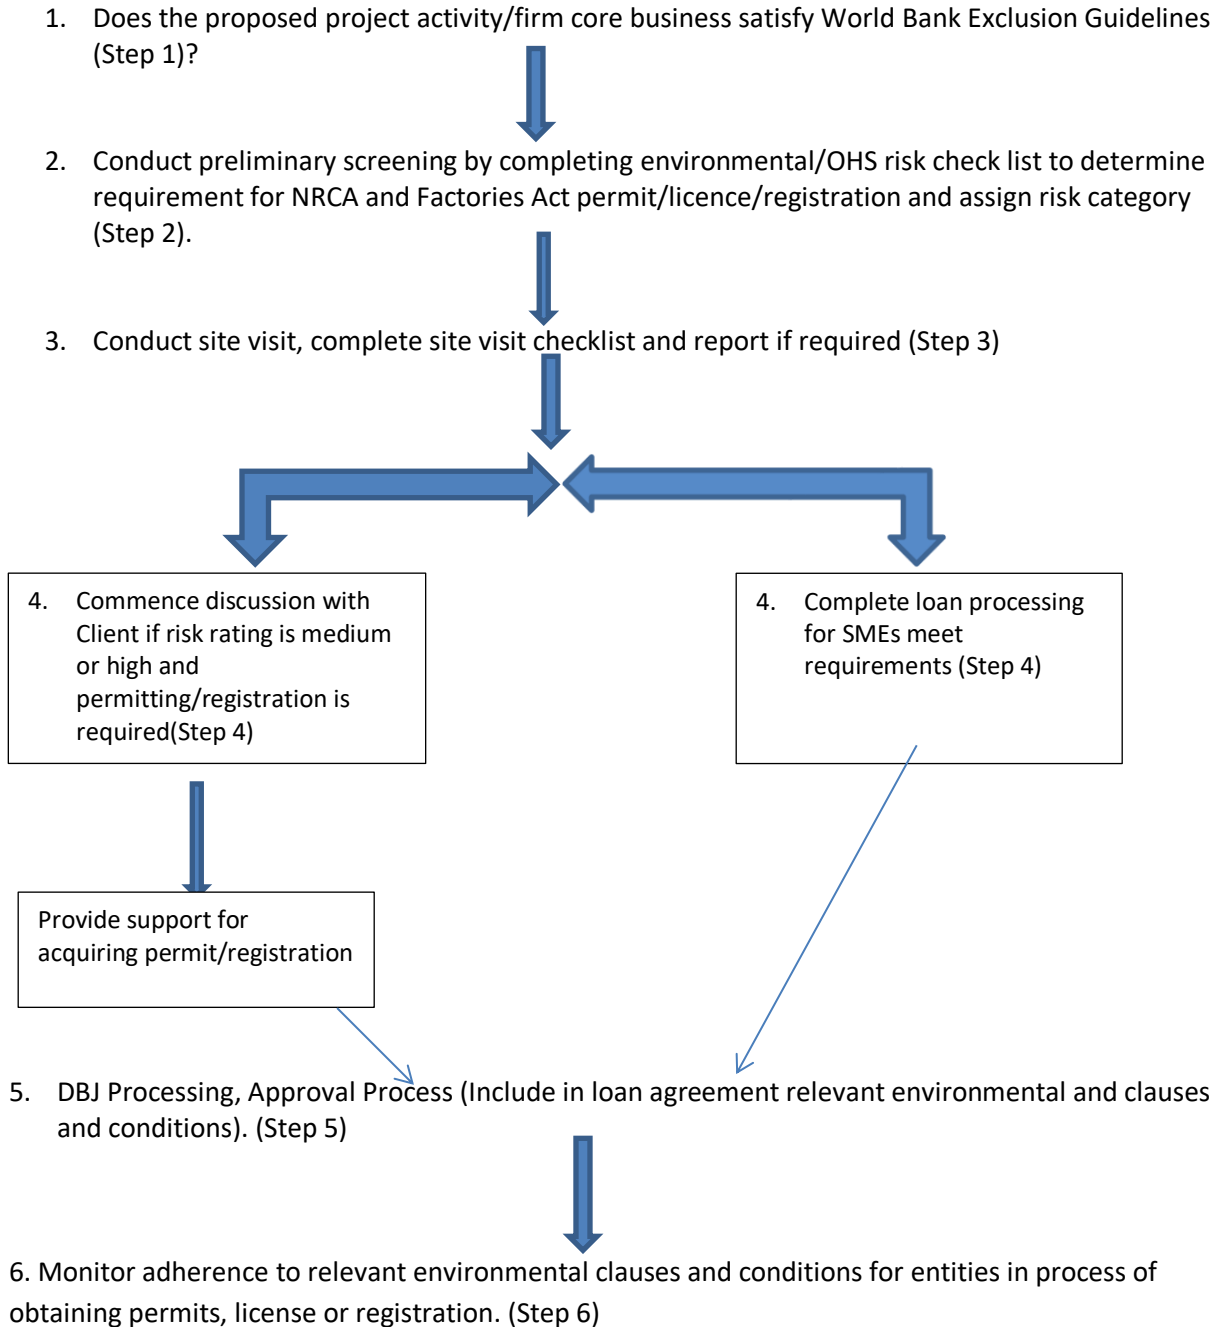 1. Does the proposed project activity/firm core business satisfy World Bank Exclusion Guidelines
(Step 1)?
2. Conduct preliminary screening by completing environmental/OHS risk check list to determine
requirement for NRCA and Factories Act permit/licence/registration and assign risk category
(Step 2).
3. Conduct site visit, complete site visit checklist and report if required (Step 3)
4. Commence discussion with
Client if risk rating is medium
or high and
permitting/registration is
required(Step 4)
4. Complete loan processing
for SMEs meet
requirements (Step 4)
Provide support for
acquiring permit/registration
5. DBJ Processing, Approval Process (Include in loan agreement relevant environmental and clauses
and conditions). (Step 5)
6. Monitor adherence to relevant environmental clauses and conditions for entities in process of
obtaining permits, license or registration. (Step 6)